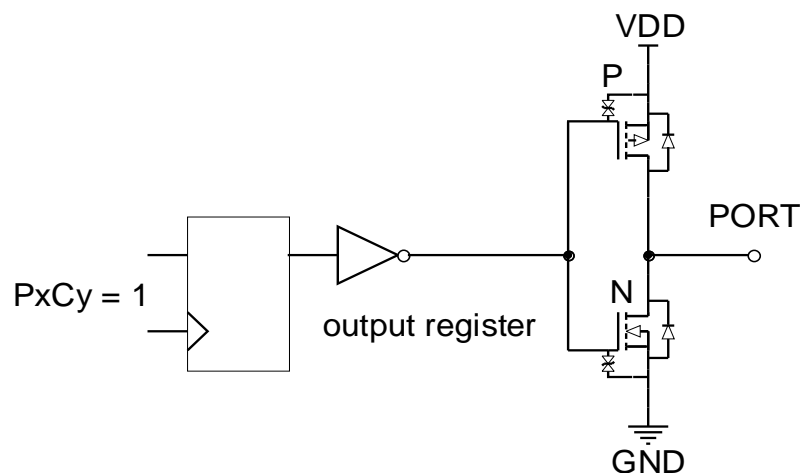 VDD
P
PORT
PxCy = 1
N
output register
GND